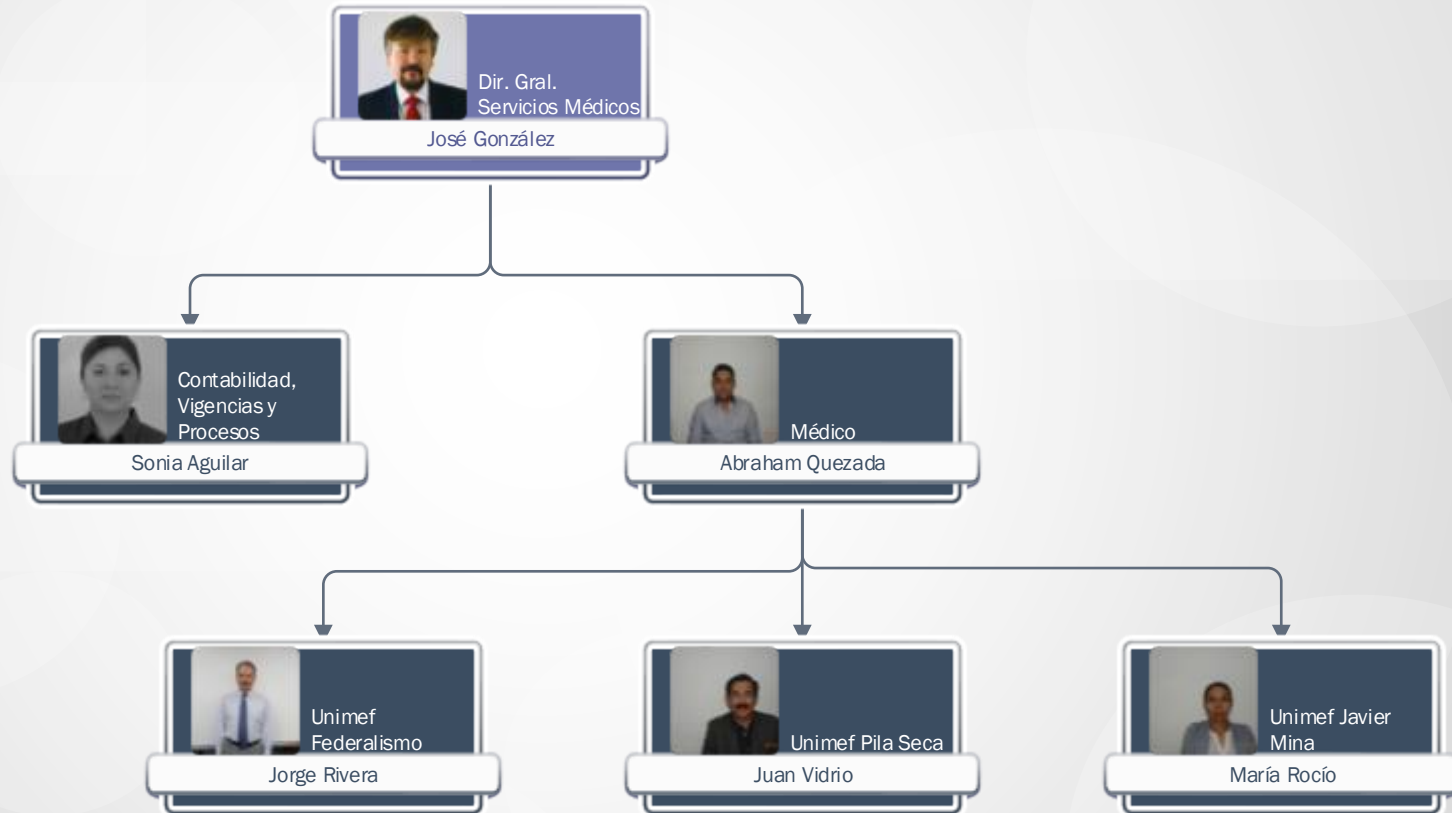 Dir. Gral.
Servicios Médicos
José González
Contabilidad,
Vigencias y
Procesos
Sonia Aguilar
Médico
Abraham Quezada
Unimef
Federalismo
Jorge Rivera
Unimef Pila Seca
Juan Vidrio
Unimef Javier
Mina
María Rocío